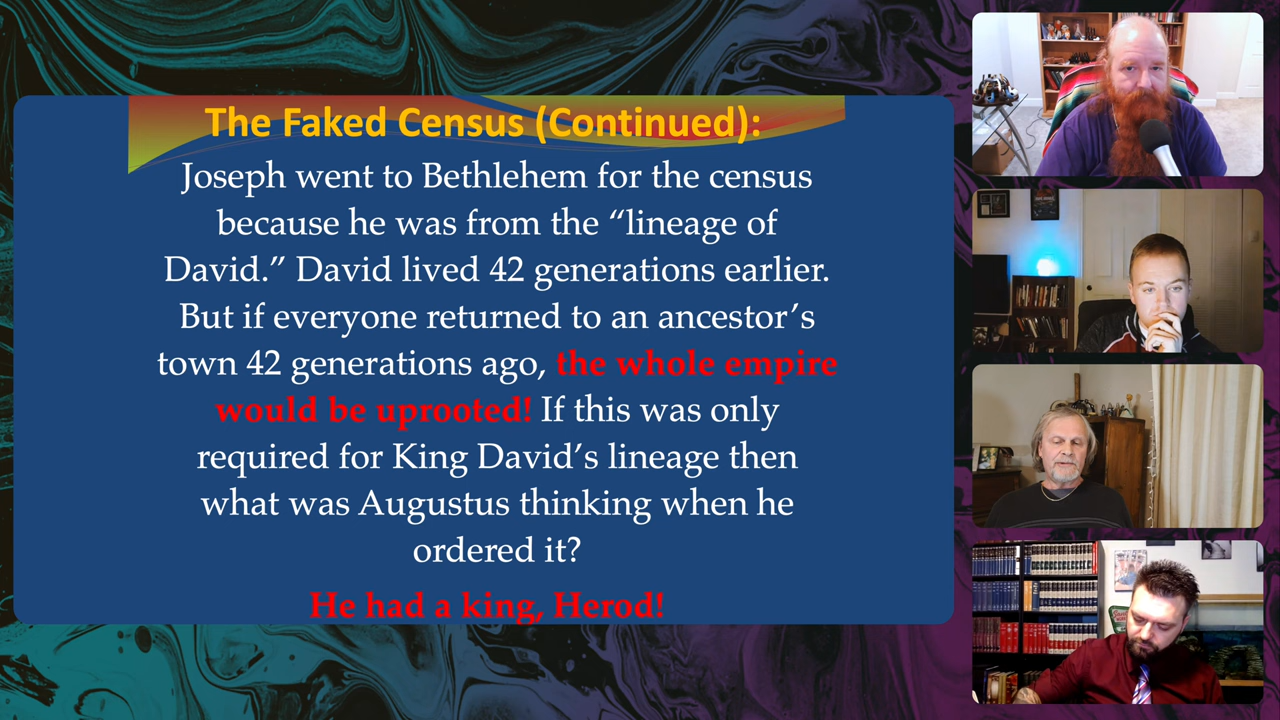 The Faked Census (Continued):
Joseph went to Bethlehem for the census
because he was from the “lineage of
David.” David lived 42 generations earlier.
But if everyone returned to an ancestor’s
town 42 generations ago, the whole empire
would be uprooted! If this was only
required for King David’s lineage then
what was Augustus thinking when he
ordered it?
He had a king, Herod!